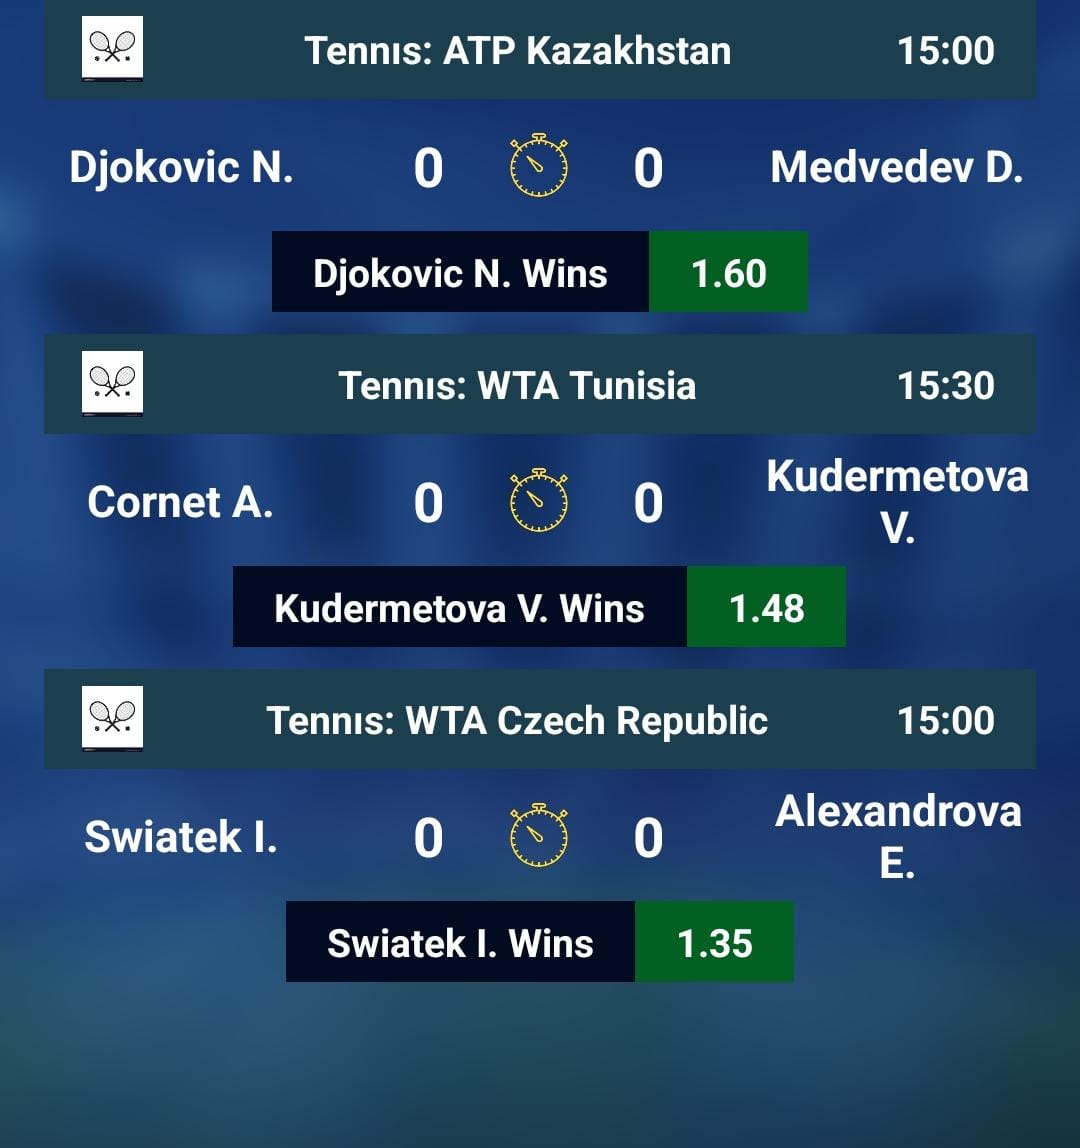 Tennıs: ATP Kazakhstan 15:00
Djokovic N. 0 0 Medvedev D.
Djokovic N. Wins 1.60
Tennıs: WTA Tunisia 15:30
Cornet A. 0 0 Kudermetova V.
Kudermetova V. Wins 1.48
Tennıs: WTA Czech Republic 15:00
Swiatek I. 0 0 Alexandrova E.
Swiatek I. Wins 1.35